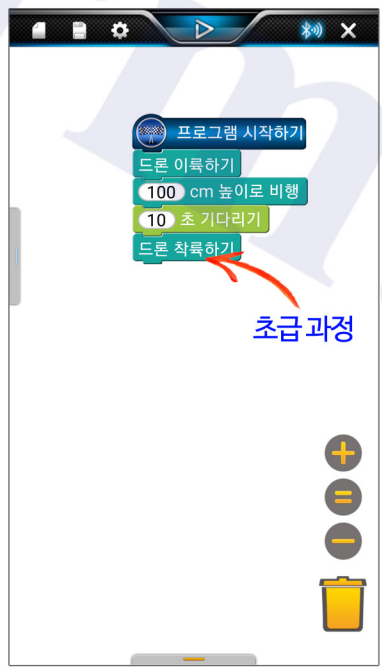 프로그램 시작하기
드론 이륙하기
100 cm 높이로 비행
10 초 기다리기
드론 착륙하기
초급 과정